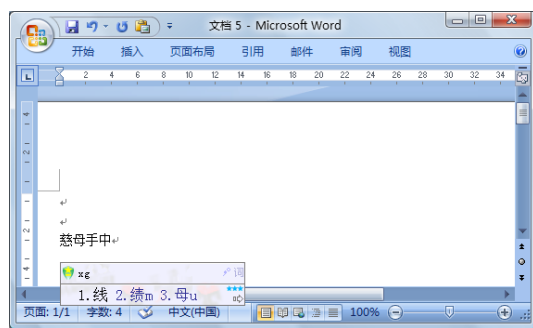 文档 5 - Microsoft Word
开始 插入 页面布局 引用 邮件 审阅 视图
L 2 4 6 8 10 12 14 16 18 20 22 24 26 28 30 32 34
慈母手中
xg 词
1.线 2.绩m 3.母u
页面: 1/1 字数: 4 中文(中国) 100%